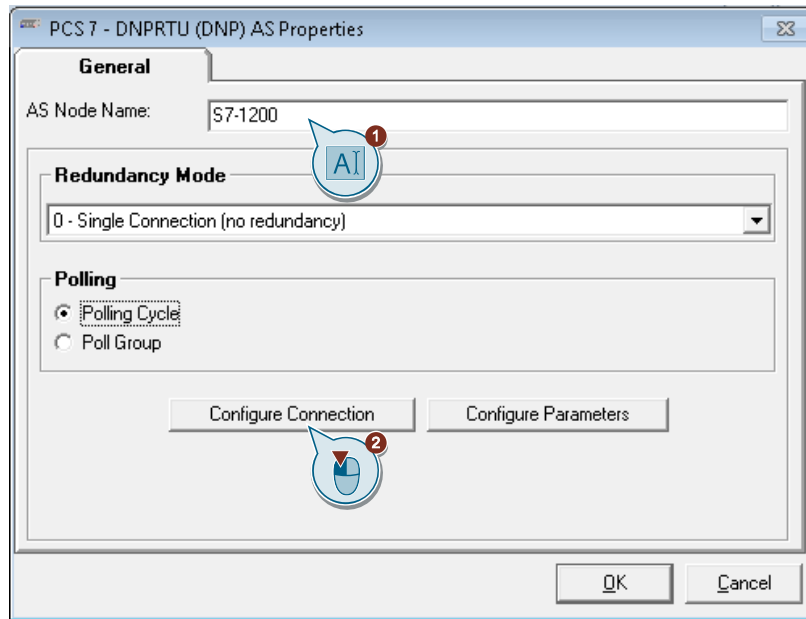 PCS 7 - DNPRTU (DNP) AS Properties
General
AS Node Name: S7-1200
1
A
Redundancy Mode
0 - Single Connection (no redundancy)
Polling
Polling Cycle
Poll Group
Configure Connection Configure Parameters
2
OK Cancel